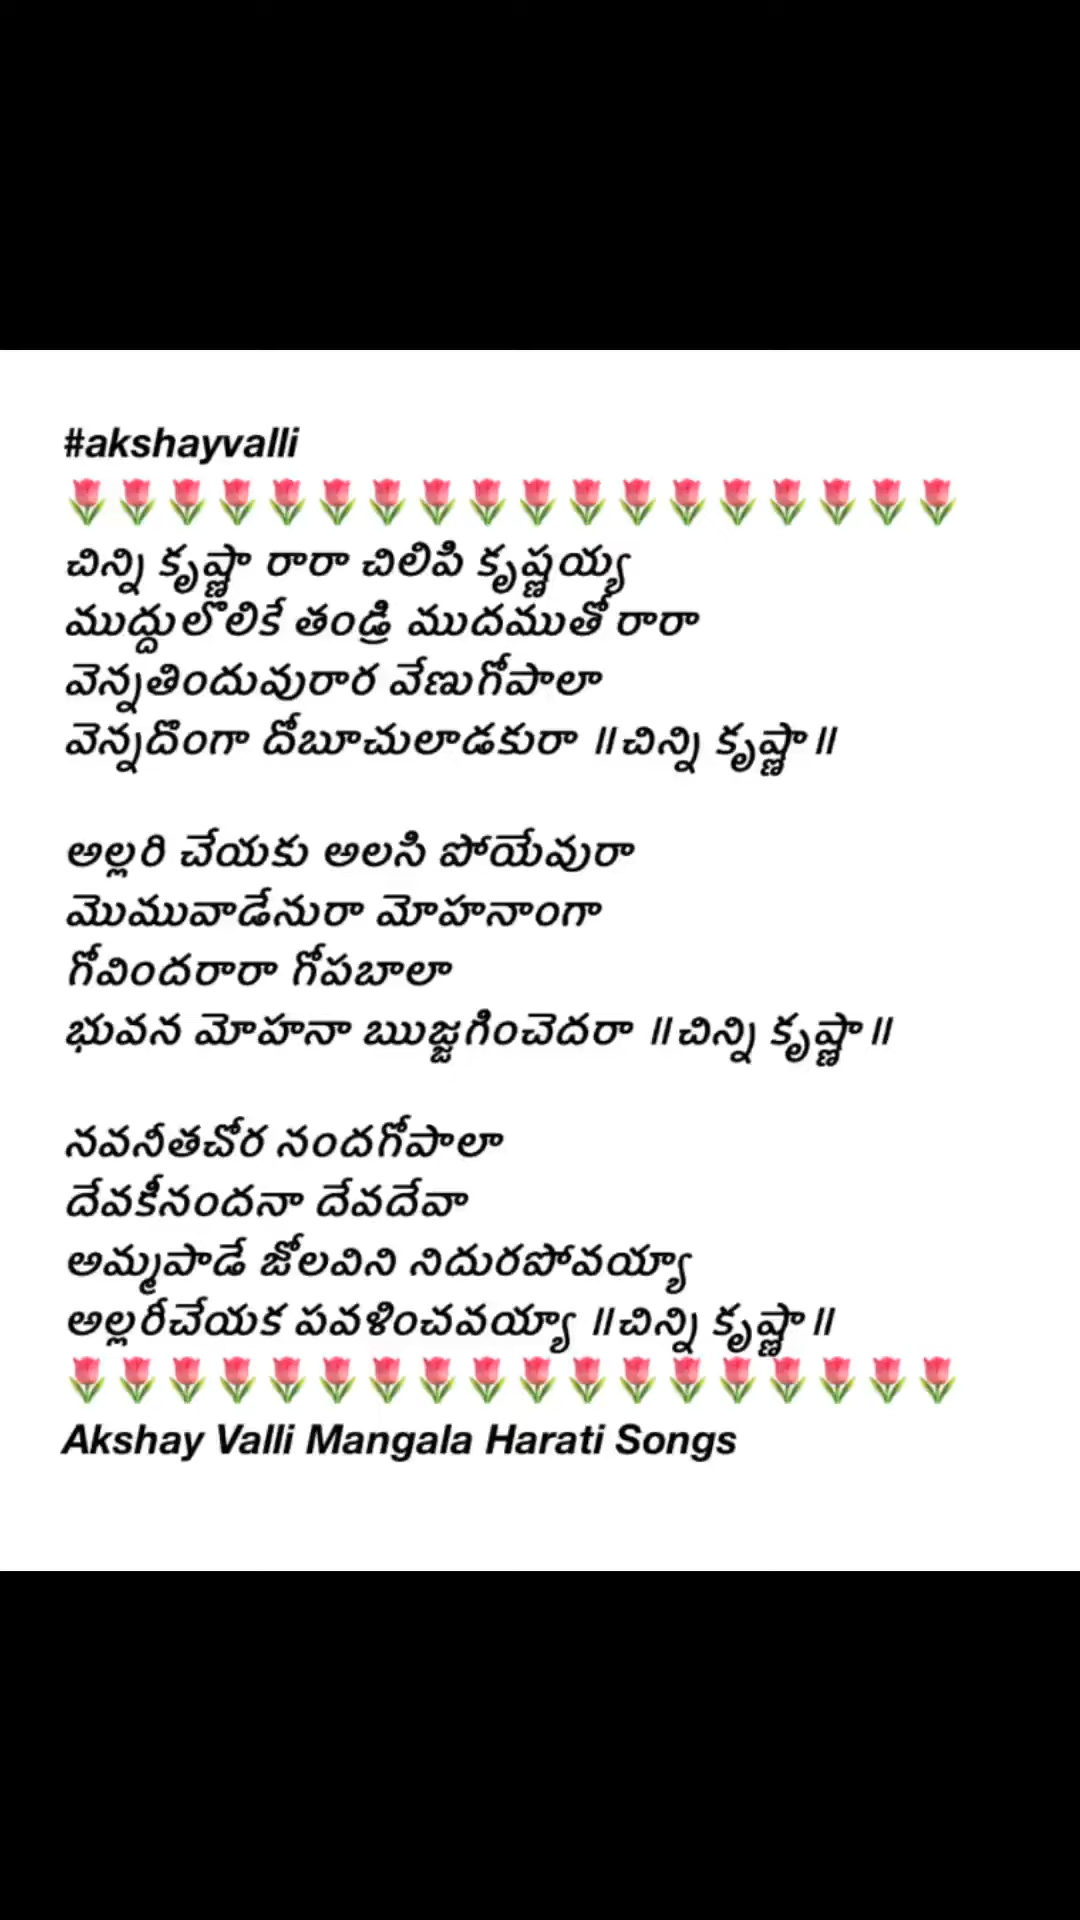 #akshayvalli
🌷🌷🌷🌷🌷🌷🌷🌷🌷🌷🌷🌷🌷🌷🌷🌷🌷🌷
చిన్ని కృష్ణా రారా చిలిపి కృష్ణయ్య
ముద్దులొలికే తండ్రి ముదముతో రారా
వెన్నతిందువురార వేణుగోపాలా
వెన్నదొంగా దోబూచులాడకురా ॥చిన్ని కృష్ణా॥
అల్లరి చేయకు అలసి పోయేవురా
మొమువాడేనురా మోహనాంగా
గోవిందరారా గోపబాలా
భువన మోహనా ఋజ్జగించెదరా ॥చిన్ని కృష్ణా॥
నవనీతచోర నందగోపాలా
దేవకీనందనా దేవదేవా
అమ్మపాడే జోలవిని నిదురపోవయ్యా
అల్లరీచేయక పవళించవయ్యా ॥చిన్ని కృష్ణా॥
🌷🌷🌷🌷🌷🌷🌷🌷🌷🌷🌷🌷🌷🌷🌷🌷🌷🌷
Akshay Valli Mangala Harati Songs